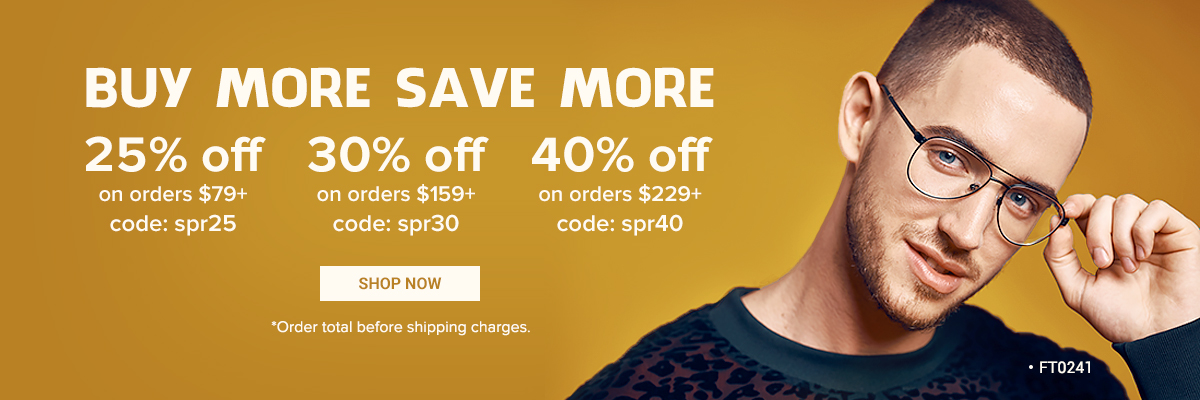 BUY MORE SAVE MORE
25% off
on orders $79+
code: spr25
30% off
on orders $159+
code: spr30
40% off
on orders $229+
code: spr40
SHOP NOW
*Order total before shipping charges.
• FT0241